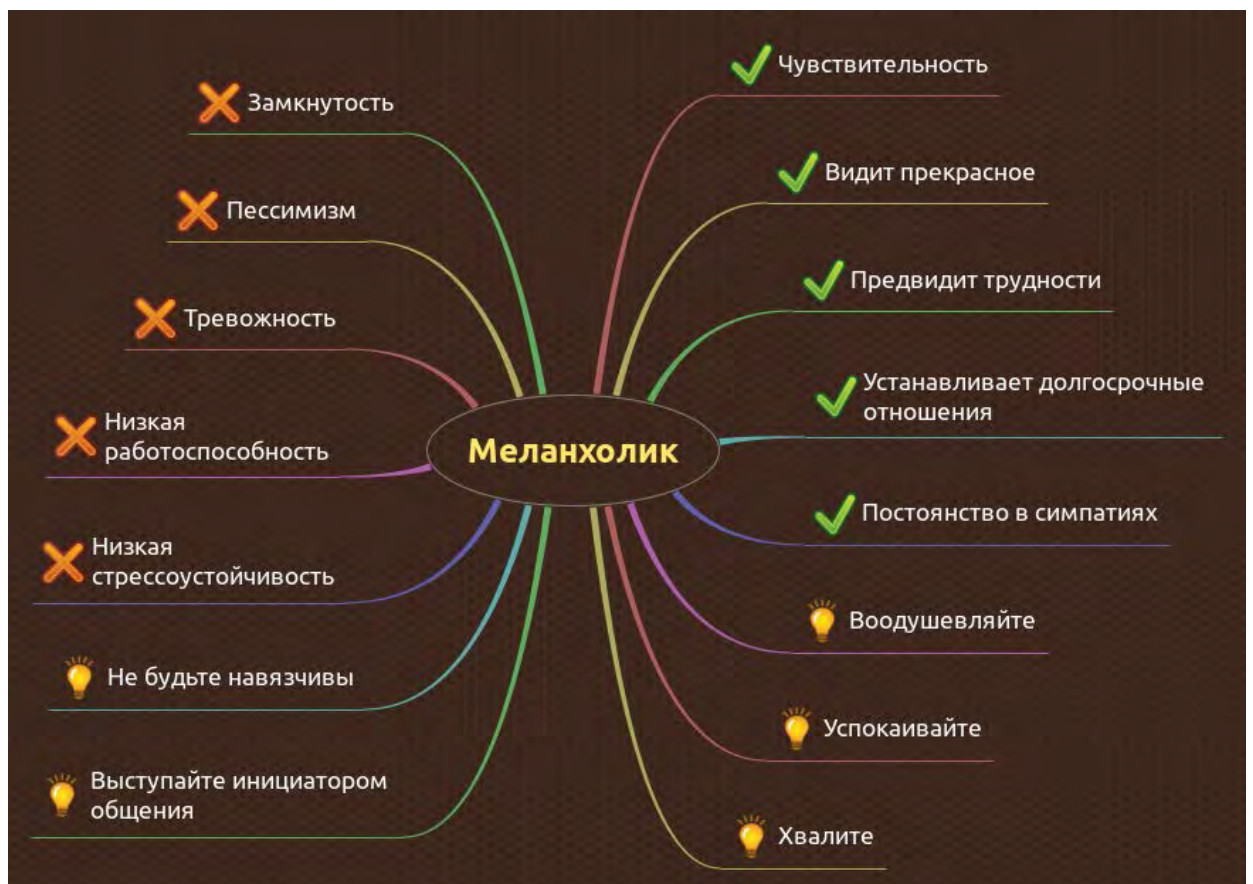 Замкнутость
Пессимизм
Тревожность
Низкая
работоспособность
Низкая
стрессоустойчивость
Не будьте навязчивы
Выступайте инициатором
общения
Меланхолик
Чувствительность
Видит прекрасное
Предвидит трудности
Устанавливает долгосрочные
отношения
Постоянство в симпатиях
Воодушевляйте
Успокаивайте
Хвалите